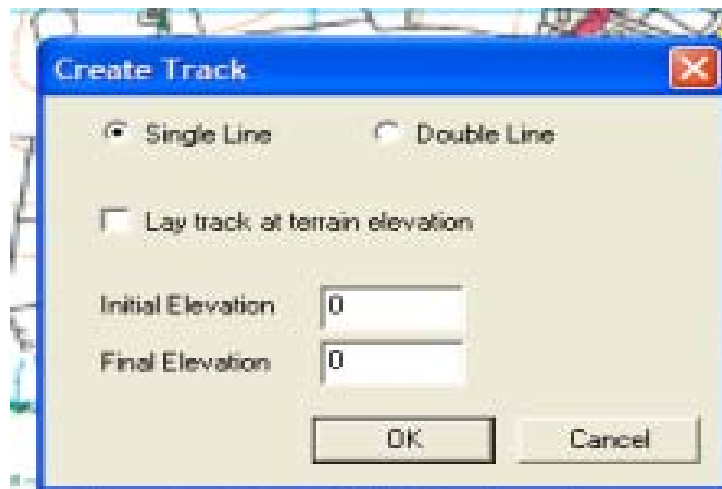 Create Track
Single Line Double Line
Lay track at terrain elevation
Initial Elevation 0
Final Elevation 0
OK Cancel